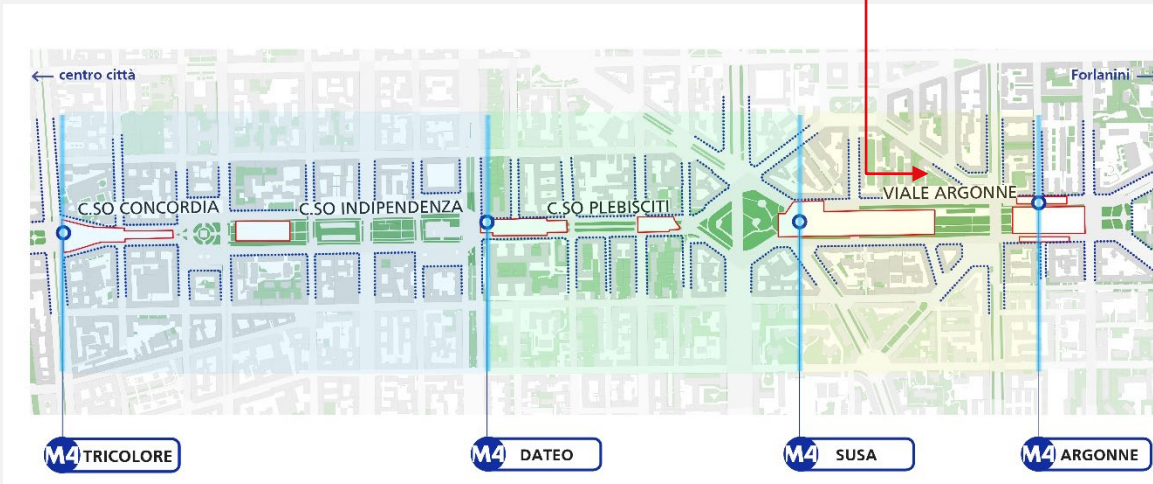 ← centro città
Forlanini
C.SO CONCORDIA
C.SO INDIPENDENZA
C.SO PLEBISCITI
VIALE ARGONNE
M4 TRICOLORE
M4 DATEO
M4 SUSA
M4 ARGONNE